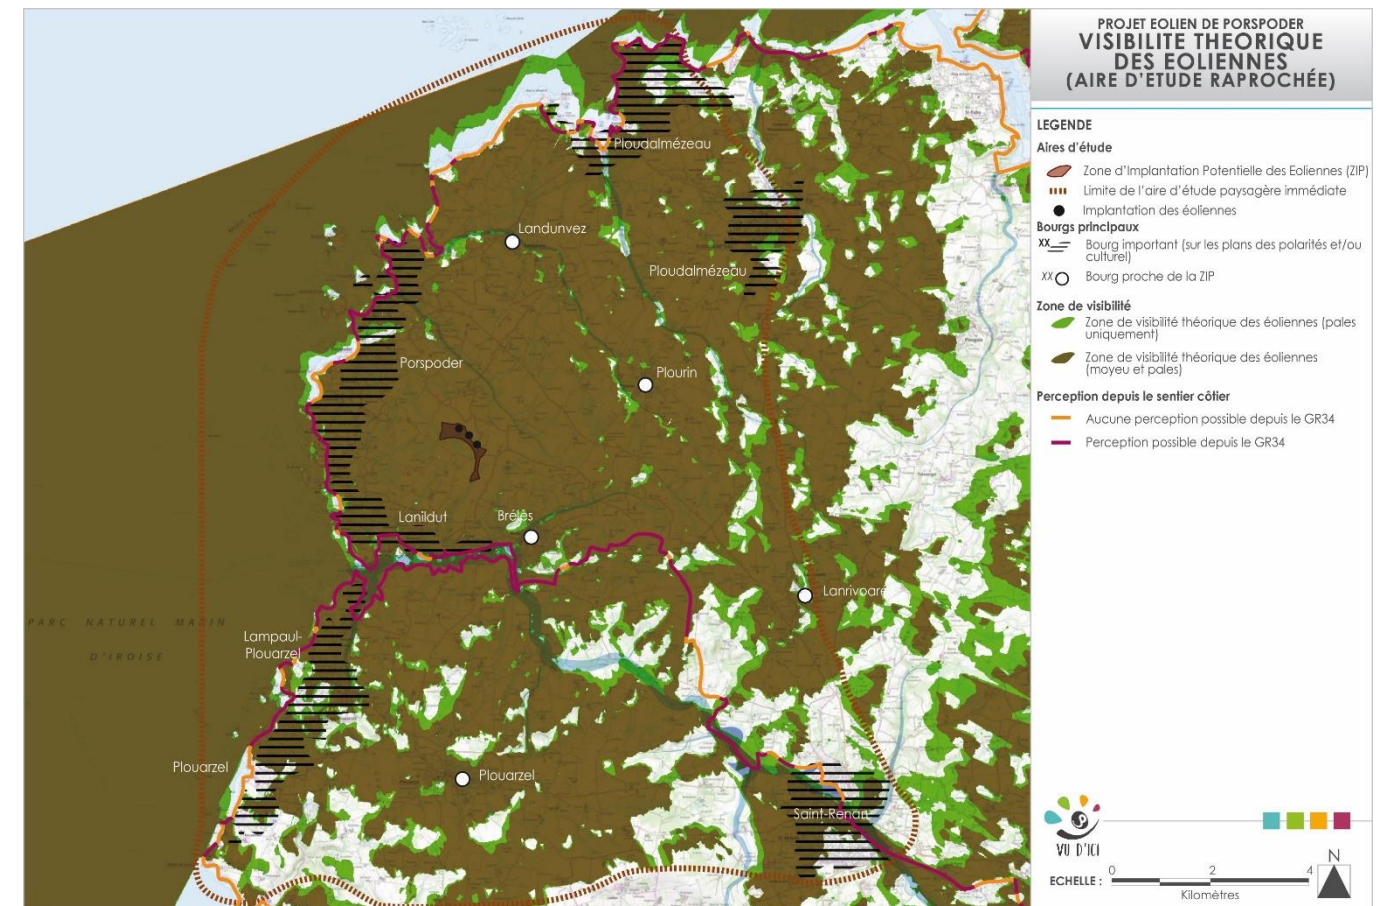 PROJET EOLIEN DE PORSPODER
VISIBILITE THEORIQUE
DES EOLIENNES
(AIRE D'ETUDE RAPROCHÉE)
LEGENDE
Aires d'étude
Zone d'Implantation Potentielle des Eoliennes (ZIP)
Limite de l'aire d'étude paysagère immédiate
Implantation des éoliennes
Bourgs principaux
XX
Bourg important (sur les plans des polarités et/ou
culturel)
XX
Bourg proche de la ZIP
Zone de visibilité
Zone de visibilité théorique des éoliennes (pales
uniquement)
Zone de visibilité théorique des éoliennes
(moyeu et pales)
Perception depuis le sentier côtier
Aucune perception possible depuis le GR34
Perception possible depuis le GR34
Ploudalmézeau
Landunvez
Ploudalmézeau
Porspoder
Plourin
Lanildut
Brélès
Lanrivoaré
PARC NATUREL MARIN
D'IROISE
Lampaul-
Plouarzel
Plouarzel
Plouarzel
Saint-Renan
VU D'ICI
ECHELLE :
0 2 4
Kilomètres
N